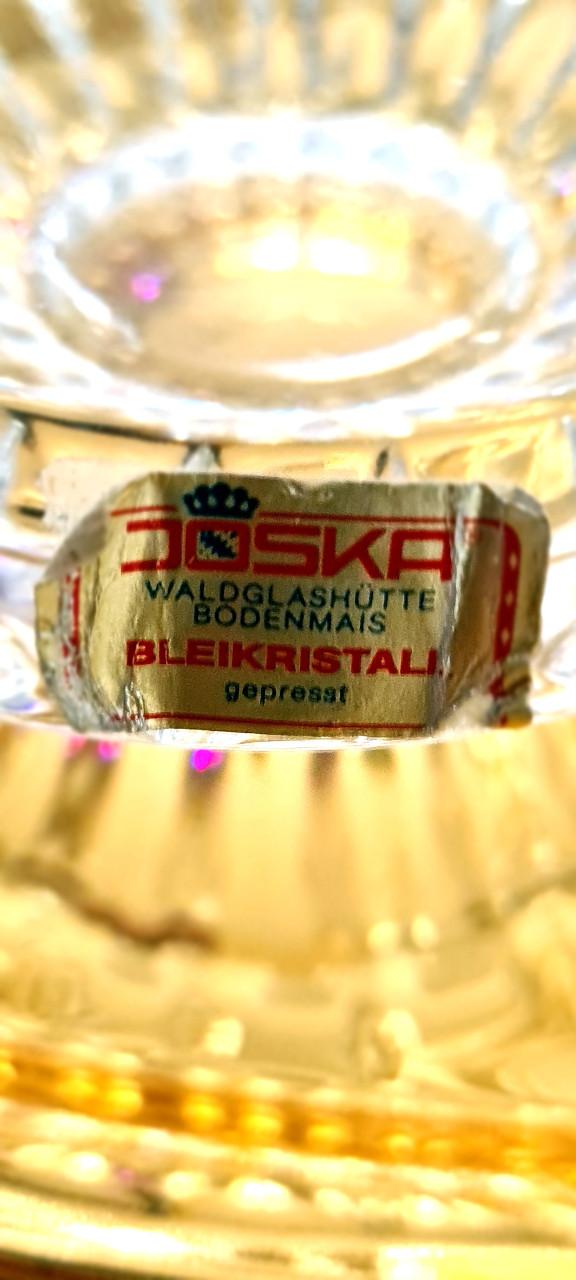 JOSKA
WALDGLASHÜTTE
BODENMAIS
BLEIKRISTALL
gepresst